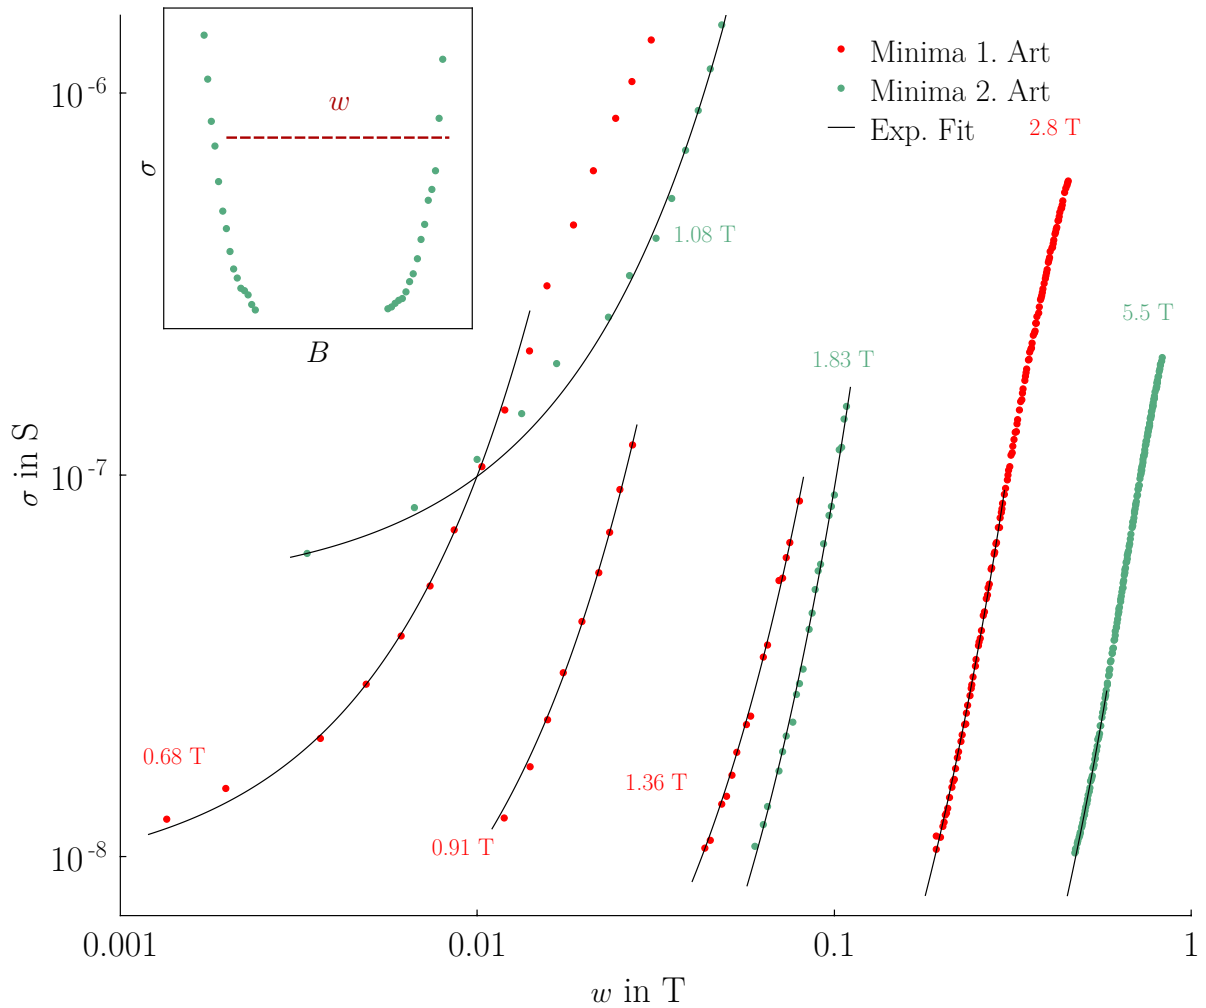 w
σ
B
Minima 1. Art
Minima 2. Art
Exp. Fit
2.8 T
1.08 T
5.5 T
1.83 T
0.68 T
1.36 T
0.91 T
10⁻⁶
10⁻⁷
10⁻⁸
σ in S
0.001
0.01
0.1
1
w in T